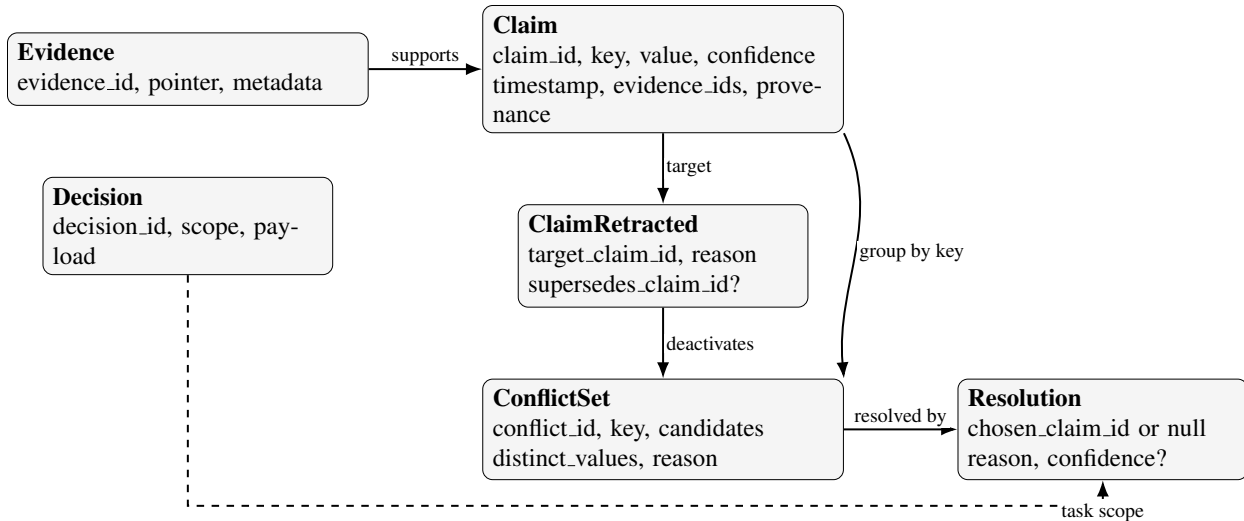 Evidence
evidence_id, pointer, metadata
supports
Claim
claim_id, key, value, confidence
timestamp, evidence_ids, prove-
nance
target
Decision
decision_id, scope, pay-
load
ClaimRetracted
target_claim_id, reason
supersedes_claim_id?
group by key
deactivates
ConflictSet
conflict_id, key, candidates
distinct_values, reason
resolved by
Resolution
chosen_claim_id or null
reason, confidence?
task scope